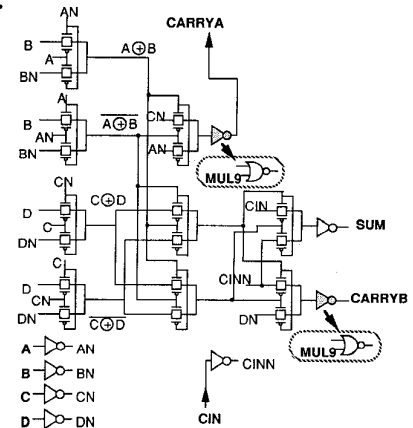 AN
CARRYA
B
A⊕B
A
BN
A
CN
B
A⊕B
AN
AN
BN
MUL9
CN
C⊕D
CIN
D
C
SUM
DN
C
CINN
D
CN
CARRYB
DN
DN
C⊕D
MUL9
A AN
B BN
CINN
C CN
D DN
CIN